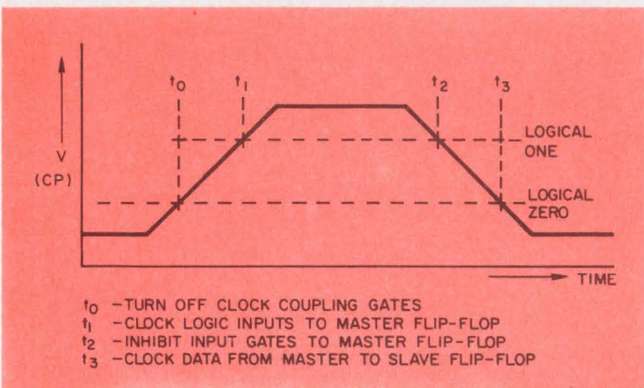 t0 t1 t2 t3
LOGICAL
ONE
V
(CP)
LOGICAL
ZERO
TIME
t0 -TURN OFF CLOCK COUPLING GATES
t1 -CLOCK LOGIC INPUTS TO MASTER FLIP-FLOP
t2 -INHIBIT INPUT GATES TO MASTER FLIP-FLOP
t3 -CLOCK DATA FROM MASTER TO SLAVE FLIP-FLOP